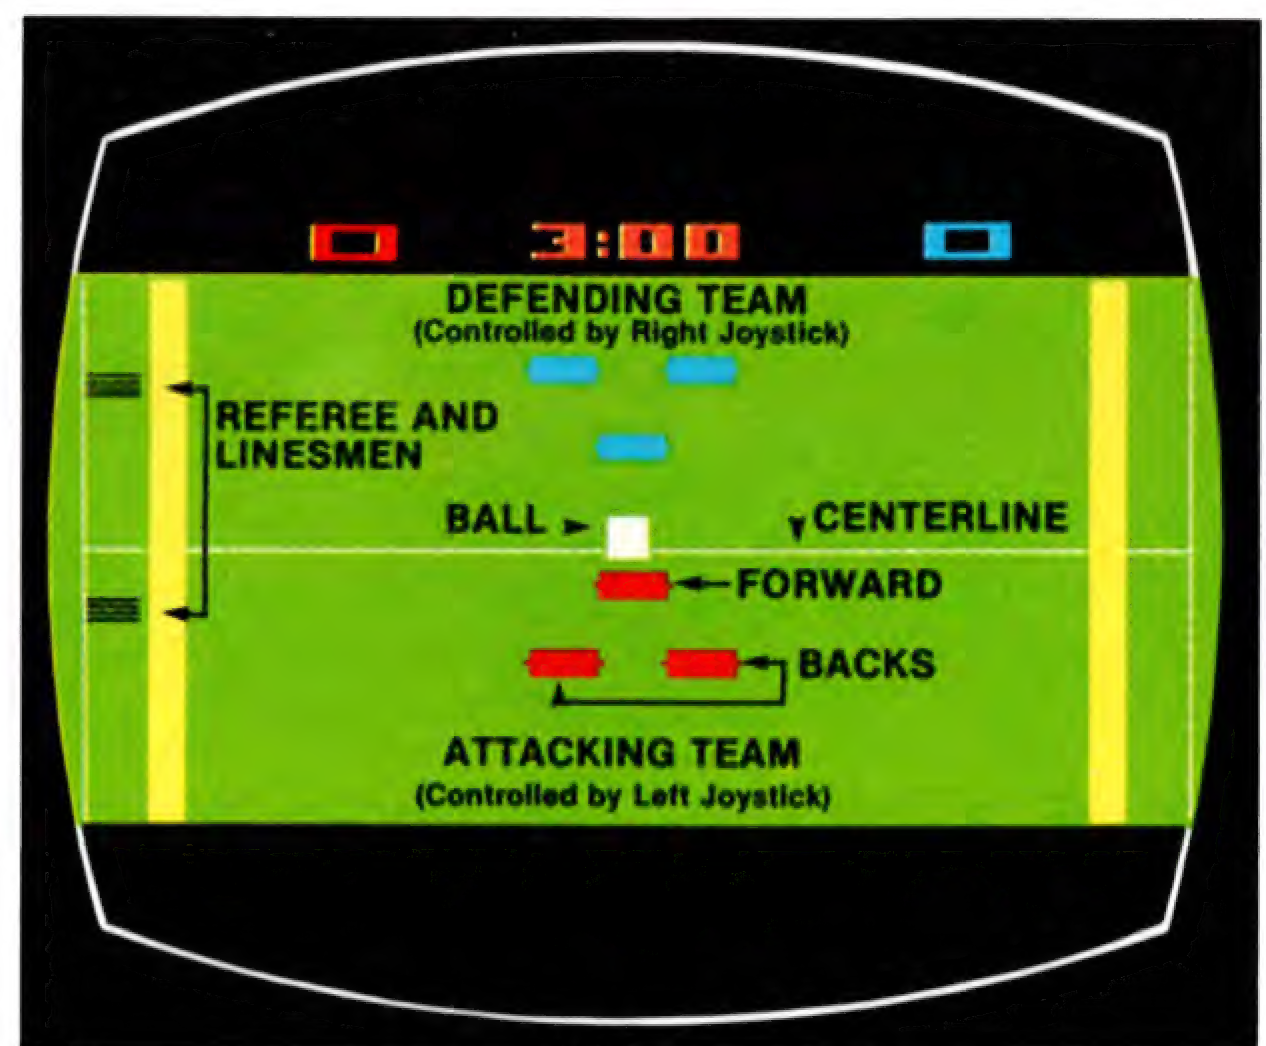 0 3:00 0
DEFENDING TEAM
(Controlled by Right Joystick)
REFEREE AND
LINESMEN
BALL
CENTERLINE
FORWARD
BACKS
ATTACKING TEAM
(Controlled by Left Joystick)